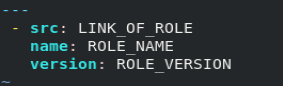 ---
 - src: LINK_OF_ROLE
   name: ROLE_NAME
   version: ROLE_VERSION
~